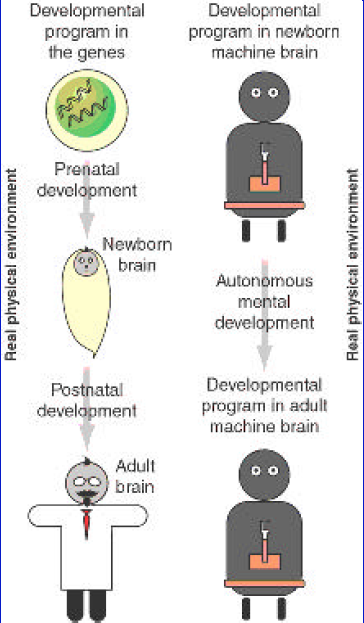 Developmental
program in
the genes
Prenatal
development
Newborn
brain
Postnatal
development
Adult
brain
Real physical environment
Developmental
program in newborn
machine brain
Autonomous
mental
development
Developmental
program in adult
machine brain
Real physical environment